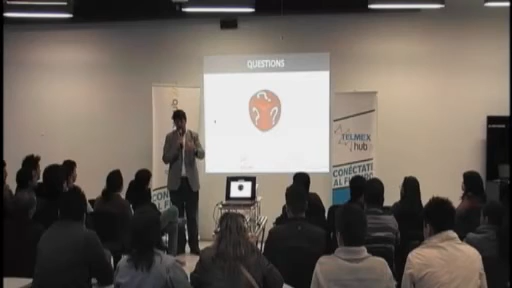 QUESTIONS
? ? ?
TELMEX
hub
CONÉCTATE
AL FUTURO
CONÉ
AL F